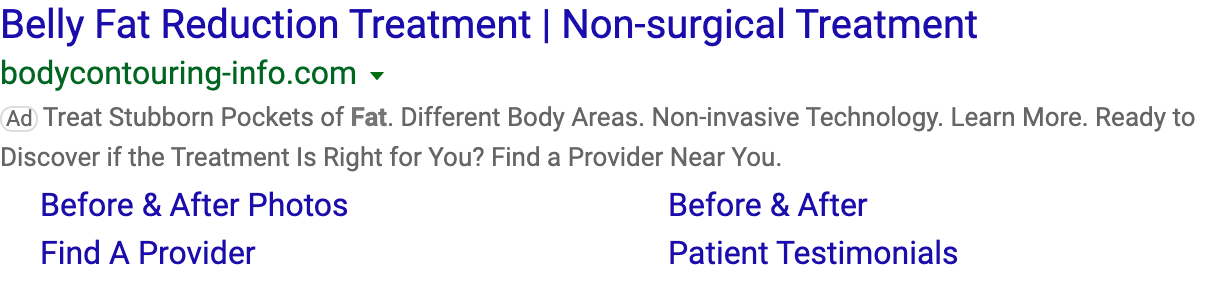 Belly Fat Reduction Treatment | Non-surgical Treatment
bodycontouring-info.com
Ad Treat Stubborn Pockets of Fat. Different Body Areas. Non-invasive Technology. Learn More. Ready to
Discover if the Treatment Is Right for You? Find a Provider Near You.
Before & After Photos Before & After
Find A Provider Patient Testimonials